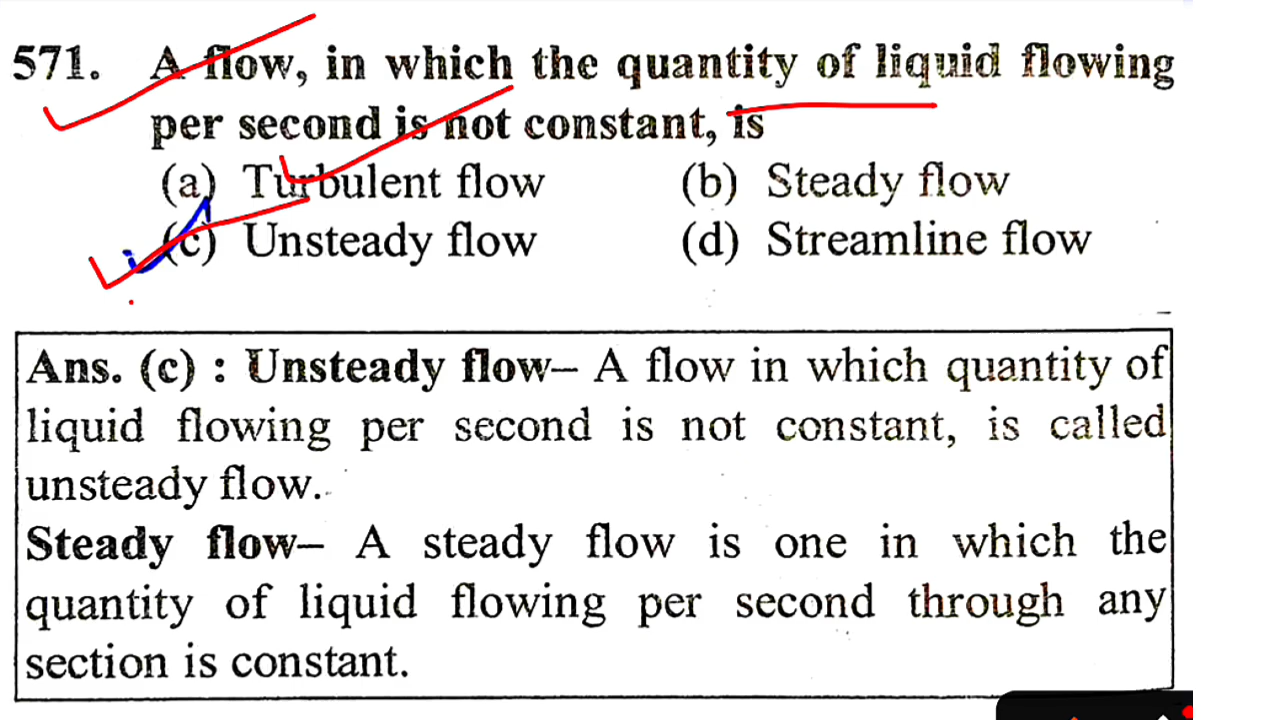 571. A flow, in which the quantity of liquid flowing
per second is not constant, is
(a) Turbulent flow (b) Steady flow
(c) Unsteady flow (d) Streamline flow
Ans. (c) : Unsteady flow– A flow in which quantity of
liquid flowing per second is not constant, is called
unsteady flow.
Steady flow– A steady flow is one in which the
quantity of liquid flowing per second through any
section is constant.